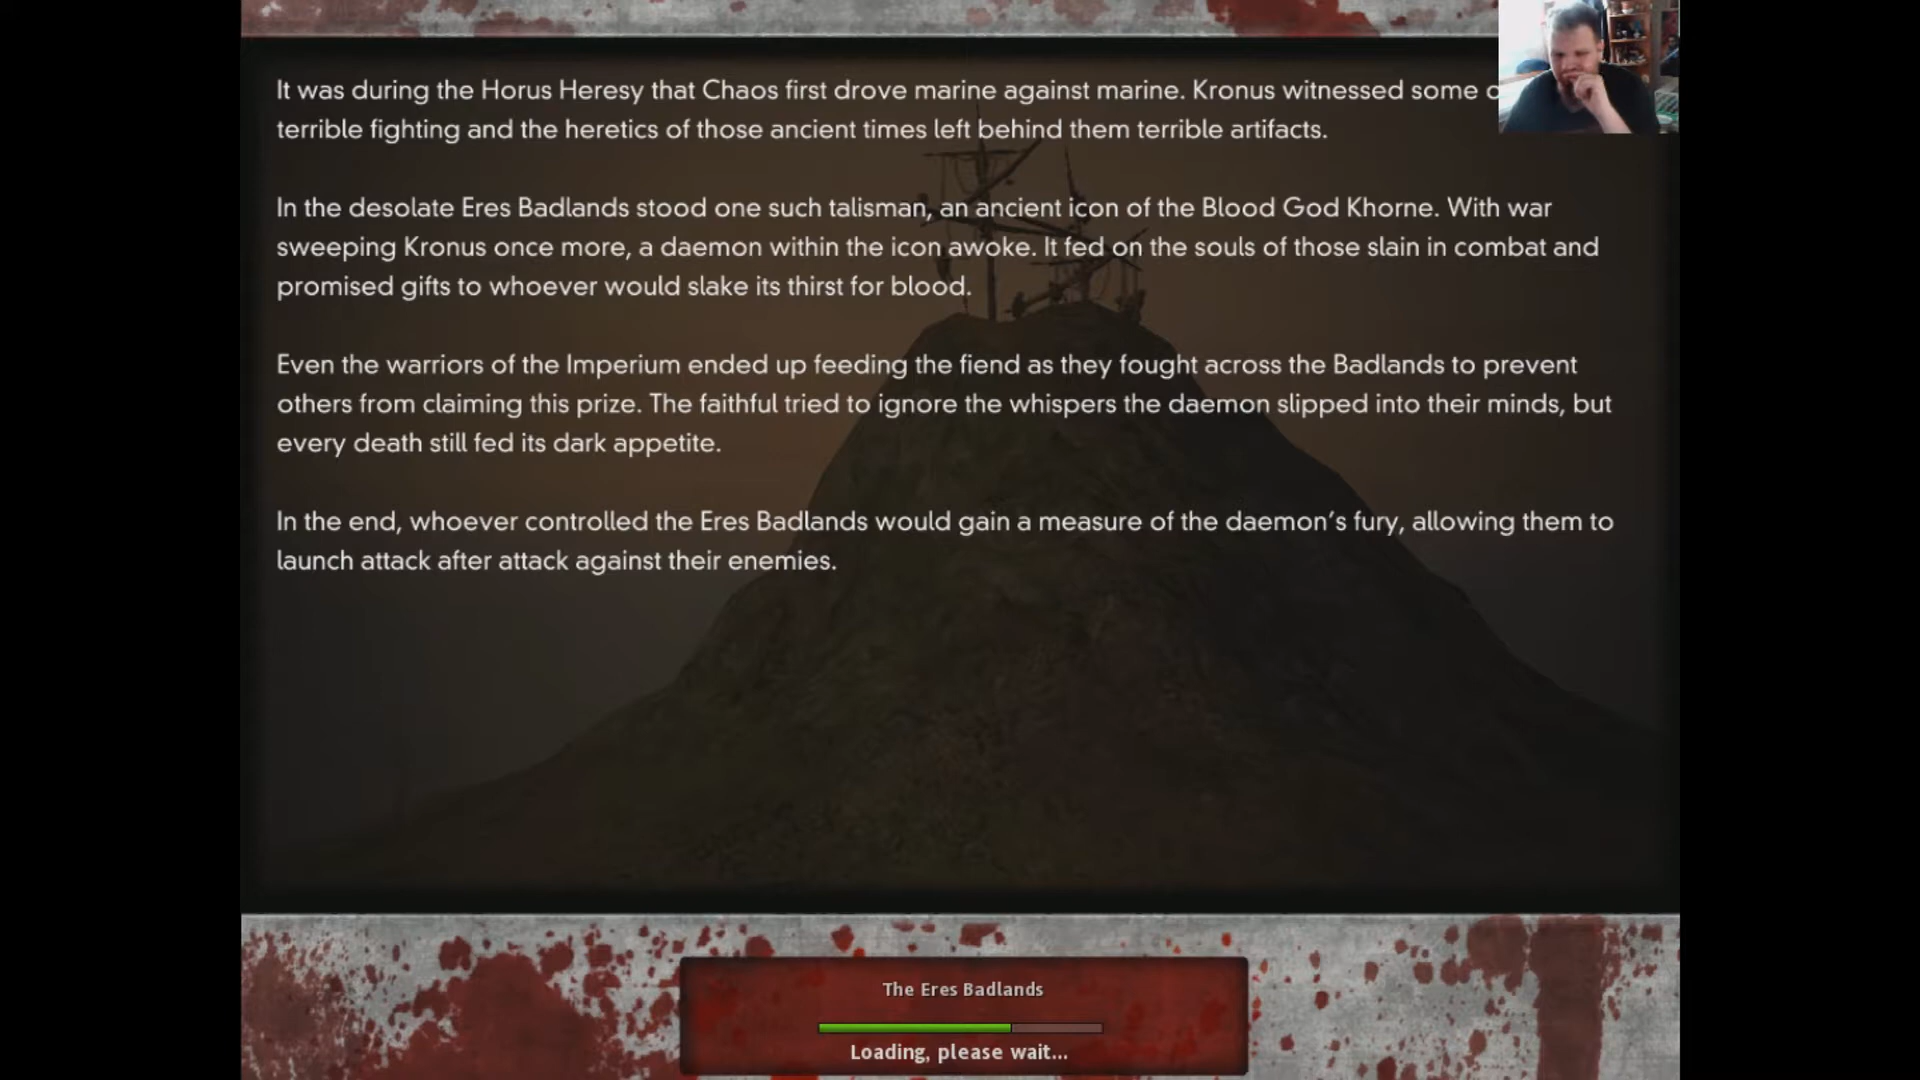 It was during the Horus Heresy that Chaos first drove marine against marine. Kronus witnessed some
terrible fighting and the heretics of those ancient times left behind them terrible artifacts.
In the desolate Eres Badlands stood one such talisman, an ancient icon of the Blood God Khorne. With war
sweeping Kronus once more, a daemon within the icon awoke. It fed on the souls of those slain in combat and
promised gifts to whoever would slake its thirst for blood.
Even the warriors of the Imperium ended up feeding the fiend as they fought across the Badlands to prevent
others from claiming this prize. The faithful tried to ignore the whispers the daemon slipped into their minds, but
every death still fed its dark appetite.
In the end, whoever controlled the Eres Badlands would gain a measure of the daemon's fury, allowing them to
launch attack after attack against their enemies.
The Eres Badlands
Loading, please wait...